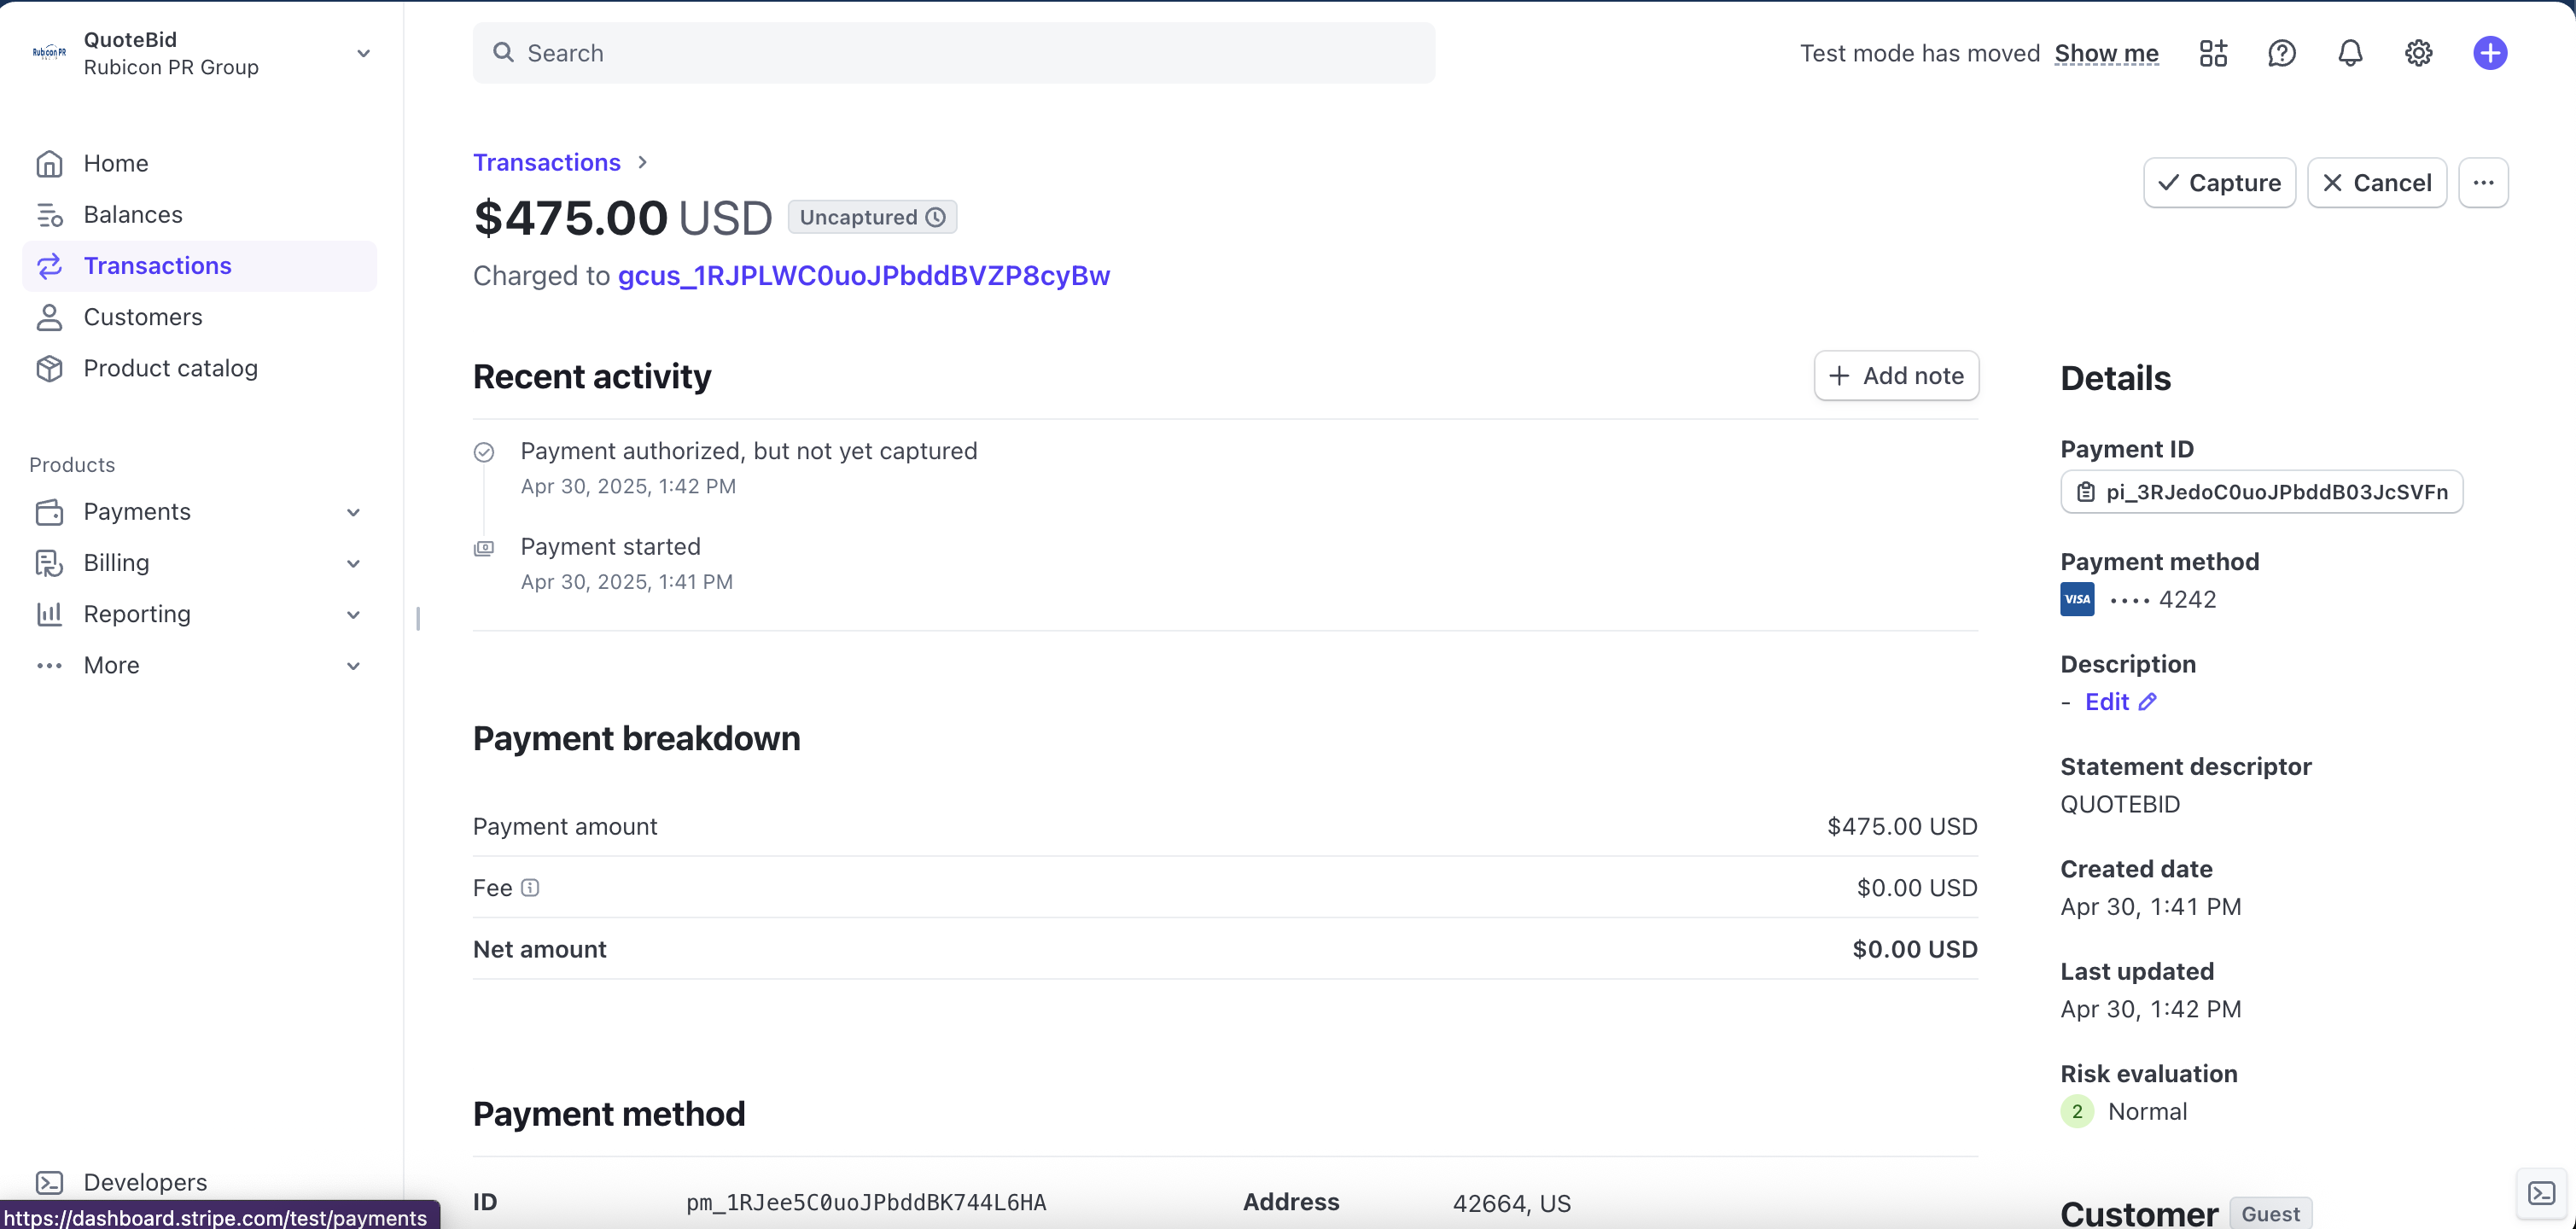 QuoteBid
Rubicon PR Group
Search
Test mode has moved Show me
Home
Balances
Transactions
Customers
Product catalog
Products
Payments
Billing
Reporting
More
Developers
https://dashboard.stripe.com/test/payments
Transactions
$475.00 USD Uncaptured
Charged to gcus_1RJPLWC0uoJPbddBVZP8cyBw
Capture
Cancel
Recent activity
Add note
Payment authorized, but not yet captured
Apr 30, 2025, 1:42 PM
Payment started
Apr 30, 2025, 1:41 PM
Payment breakdown
Payment amount $475.00 USD
Fee $0.00 USD
Net amount $0.00 USD
Payment method
ID pm_1RJee5C0uoJPbddBK744L6HA Address 42664, US
Details
Payment ID
pi_3RJedoC0uoJPbddB03JcSVFn
Payment method
VISA •••• 4242
Description
- Edit
Statement descriptor
QUOTEBID
Created date
Apr 30, 1:41 PM
Last updated
Apr 30, 1:42 PM
Risk evaluation
2 Normal
Customer Guest